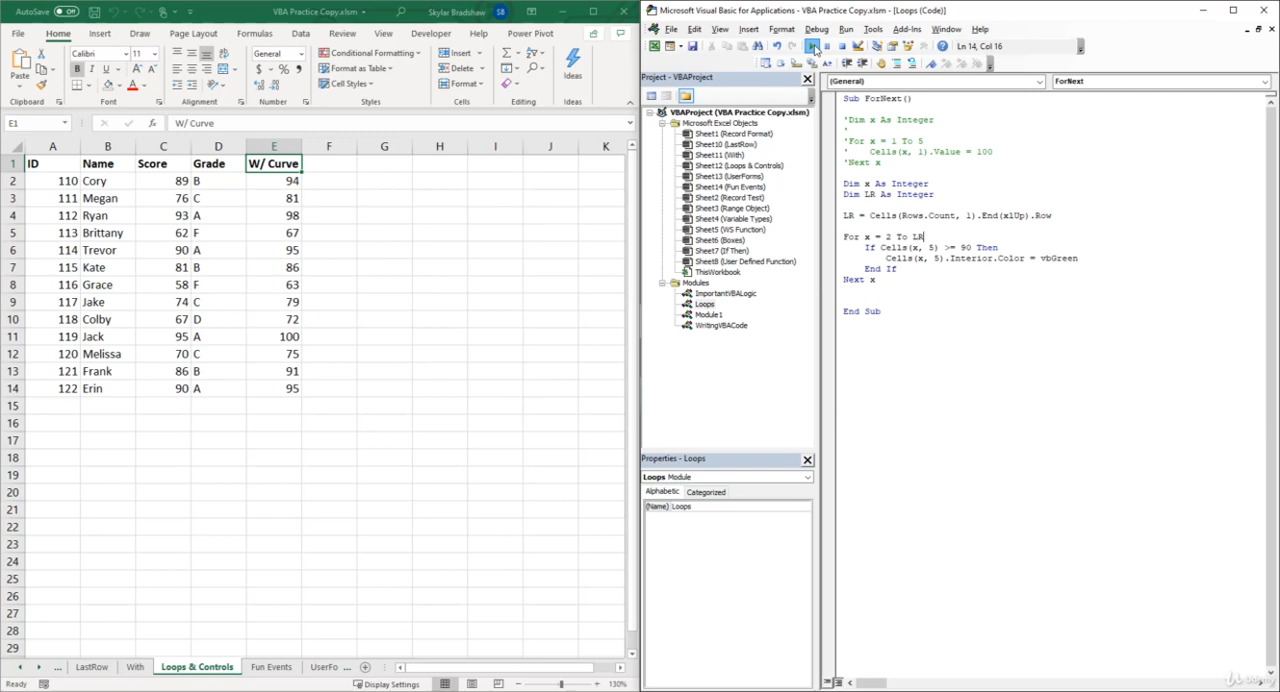 AutoSave Off VBA Practice Copy.xlsm Skylar Bradshaw SB
File Home Insert Draw Page Layout Formulas Data Review View Developer Help Power Pivot
Paste Calibri 11 General Conditional Formatting Insert
B I U Format as Table Delete Ideas
Cell Styles Format
Clipboard Font Alignment Number Styles Cells Editing Ideas
E1 fx W/ Curve
A B C D E F G H I J K
1 ID Name Score Grade W/ Curve
2 110 Cory 89 B 94
3 111 Megan 76 C 81
4 112 Ryan 93 A 98
5 113 Brittany 62 F 67
6 114 Trevor 90 A 95
7 115 Kate 81 B 86
8 116 Grace 58 F 63
9 117 Jake 74 C 79
10 118 Colby 67 D 72
11 119 Jack 95 A 100
12 120 Melissa 70 C 75
13 121 Frank 86 B 91
14 122 Erin 90 A 95
15
16
17
18
19
20
21
22
23
24
25
26
27
28
29
... LastRow With Loops & Controls Fun Events UserFo ...
Ready Display Settings 130%
Microsoft Visual Basic for Applications - VBA Practice Copy.xlsm - [Loops (Code)]
File Edit View Insert Format Debug Run Tools Add-Ins Window Help
Ln 14, Col 16
Project - VBAProject
VBAProject (VBA Practice Copy.xlsm)
Microsoft Excel Objects
Sheet1 (Record Format)
Sheet10 (LastRow)
Sheet11 (With)
Sheet12 (Loops & Controls)
Sheet13 (UserForms)
Sheet14 (Fun Events)
Sheet2 (Record Test)
Sheet3 (Range Object)
Sheet4 (Variable Types)
Sheet5 (WS Function)
Sheet6 (Boxes)
Sheet7 (If Then)
Sheet8 (User Defined Function)
ThisWorkbook
Modules
ImportantVBALogic
Loops
Module1
WritingVBACode
Properties - Loops
Loops Module
Alphabetic Categorized
(Name) Loops
(General) ForNext
Sub ForNext()
'Dim x As Integer
'
'For x = 1 To 5
'    Cells(x, 1).Value = 100
'Next x
Dim x As Integer
Dim LR As Integer
LR = Cells(Rows.Count, 1).End(xlUp).Row
For x = 2 To LR
If Cells(x, 5) >= 90 Then
Cells(x, 5).Interior.Color = vbGreen
End If
Next x
End Sub
Udemy